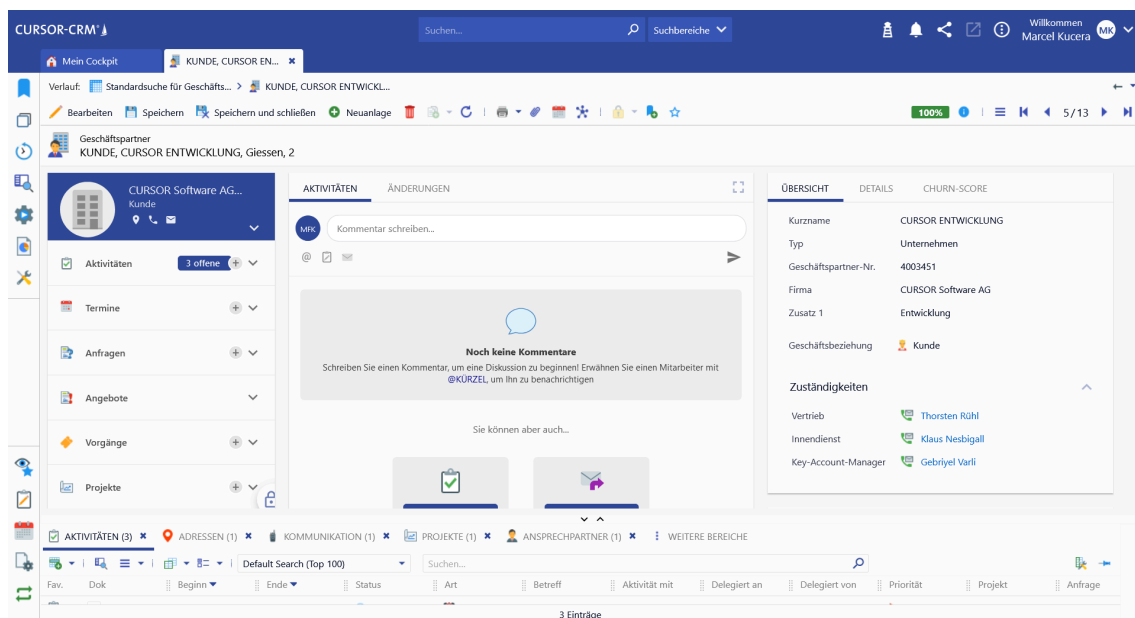 CURSOR-CRM®
Suchen...
Suchbereiche
Willkommen
Marcel Kucera
MK
Mein Cockpit
KUNDE, CURSOR EN...
Verlauf: Standardsuche für Geschäfts... > KUNDE, CURSOR ENTWICKL...
Bearbeiten Speichern Speichern und schließen Neuanlage
100%
5/13
Geschäftspartner
KUNDE, CURSOR ENTWICKLUNG, Giessen, 2
CURSOR Software AG...
Kunde
Aktivitäten 3 offene
Termine
Anfragen
Angebote
Vorgänge
Projekte
AKTIVITÄTEN ÄNDERUNGEN
MFK
Kommentar schreiben...
@
Noch keine Kommentare
Schreiben Sie einen Kommentar, um eine Diskussion zu beginnen! Erwähnen Sie einen Mitarbeiter mit
@KÜRZEL, um Ihn zu benachrichtigen
Sie können aber auch...
ÜBERSICHT DETAILS CHURN-SCORE
Kurzname CURSOR ENTWICKLUNG
Typ Unternehmen
Geschäftspartner-Nr. 4003451
Firma CURSOR Software AG
Zusatz 1 Entwicklung
Geschäftsbeziehung Kunde
Zuständigkeiten
Vertrieb Thorsten Rühl
Innendienst Klaus Nesbigall
Key-Account-Manager Gebriyel Varli
AKTIVITÄTEN (3) ADRESSEN (1) KOMMUNIKATION (1) PROJEKTE (1) ANSPRECHPARTNER (1) WEITERE BEREICHE
Default Search (Top 100)
Suchen...
Fav. Dok Beginn Ende Status Art Betreff Aktivität mit Delegiert an Delegiert von Priorität Projekt Anfrage
3 Einträge